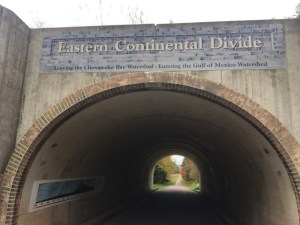 Eastern Continental Divide
Leaving the Chesapeake Bay Watershed - Entering the Gulf of Mexico Watershed